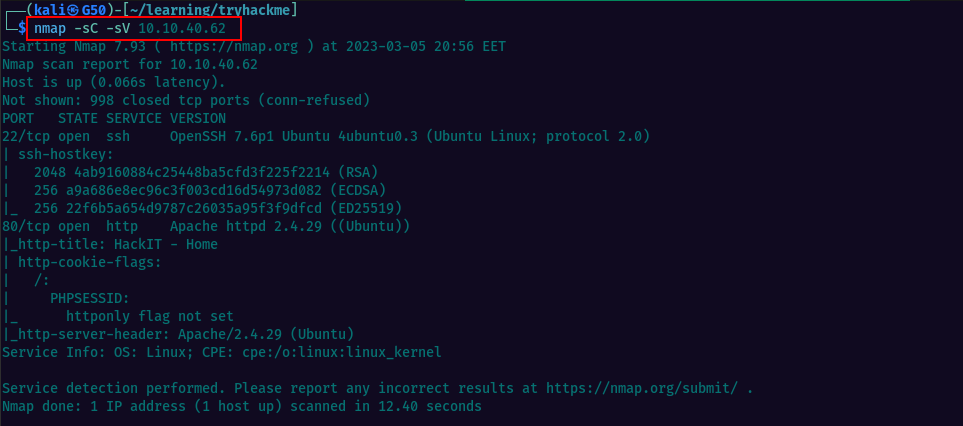 (kali㉿G50)-[~/learning/tryhackme]
$ nmap -sC -sV 10.10.40.62
Starting Nmap 7.93 ( https://nmap.org ) at 2023-03-05 20:56 EET
Nmap scan report for 10.10.40.62
Host is up (0.066s latency).
Not shown: 998 closed tcp ports (conn-refused)
PORT   STATE SERVICE VERSION
22/tcp open  ssh     OpenSSH 7.6p1 Ubuntu 4ubuntu0.3 (Ubuntu Linux; protocol 2.0)
| ssh-hostkey:
|   2048 4ab9160884c25448ba5cfd3f225f2214 (RSA)
|   256 a9a686e8ec96c3f003cd16d54973d082 (ECDSA)
|_  256 22f6b5a654d9787c26035a95f3f9dfcd (ED25519)
80/tcp open  http    Apache httpd 2.4.29 ((Ubuntu))
|_http-title: HackIT - Home
| http-cookie-flags:
|   /:
|     PHPSESSID:
|_      httponly flag not set
|_http-server-header: Apache/2.4.29 (Ubuntu)
Service Info: OS: Linux; CPE: cpe:/o:linux:linux_kernel

Service detection performed. Please report any incorrect results at https://nmap.org/submit/ .
Nmap done: 1 IP address (1 host up) scanned in 12.40 seconds